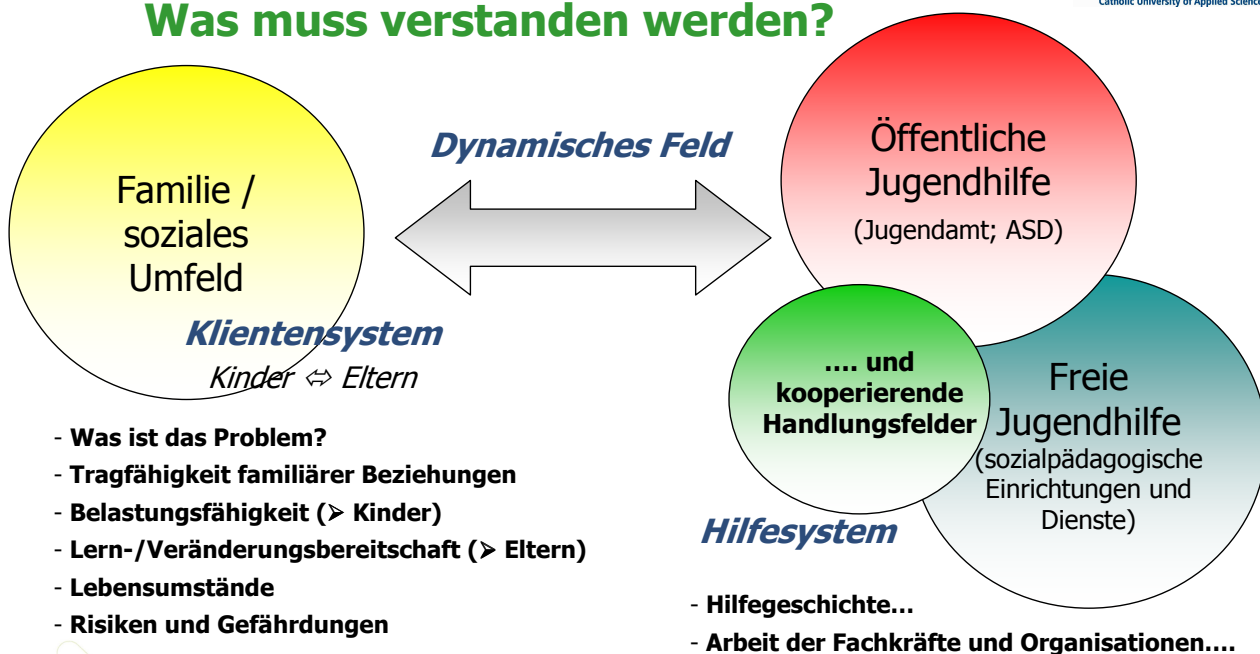 Catholic University of Applied Science
Was muss verstanden werden?
Dynamisches Feld
Familie /
soziales
Umfeld
Klientensystem
Kinder ⇔ Eltern
Öffentliche
Jugendhilfe
(Jugendamt; ASD)
.... und
kooperierende
Handlungsfelder
Freie
Jugendhilfe
(sozialpädagogische
Einrichtungen und
Dienste)
Hilfesystem
- Was ist das Problem?
- Tragfähigkeit familiärer Beziehungen
- Belastungsfähigkeit (➢ Kinder)
- Lern-/Veränderungsbereitschaft (➢ Eltern)
- Lebensumstände
- Risiken und Gefährdungen
- Hilfegeschichte…
- Arbeit der Fachkräfte und Organisationen….